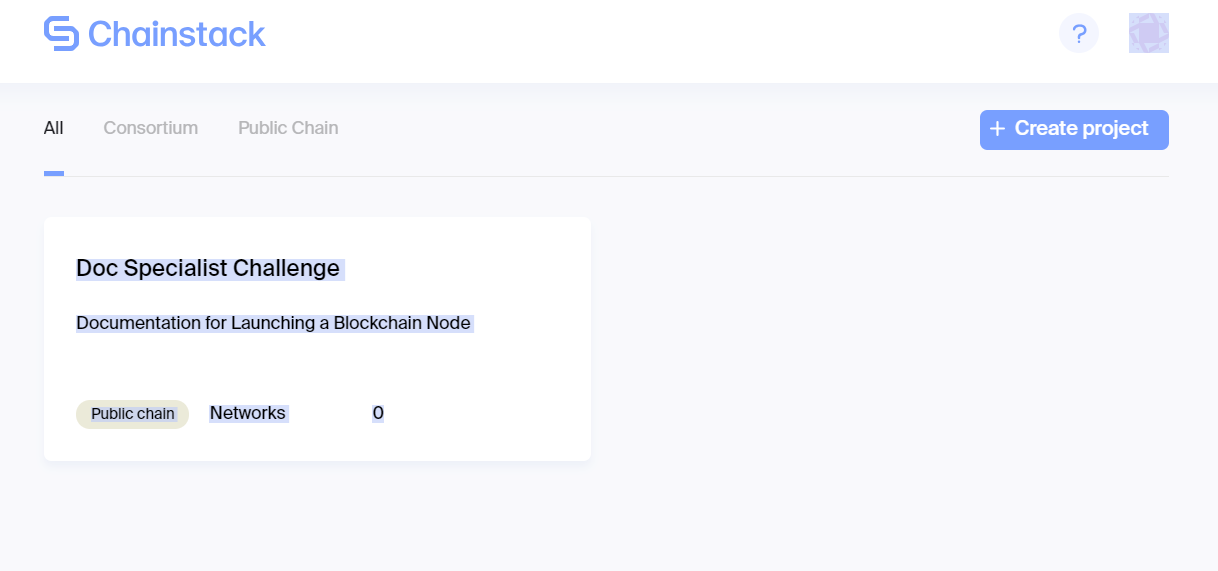 Chainstack
?
All Consortium Public Chain
+ Create project
Doc Specialist Challenge
Documentation for Launching a Blockchain Node
Public chain Networks 0